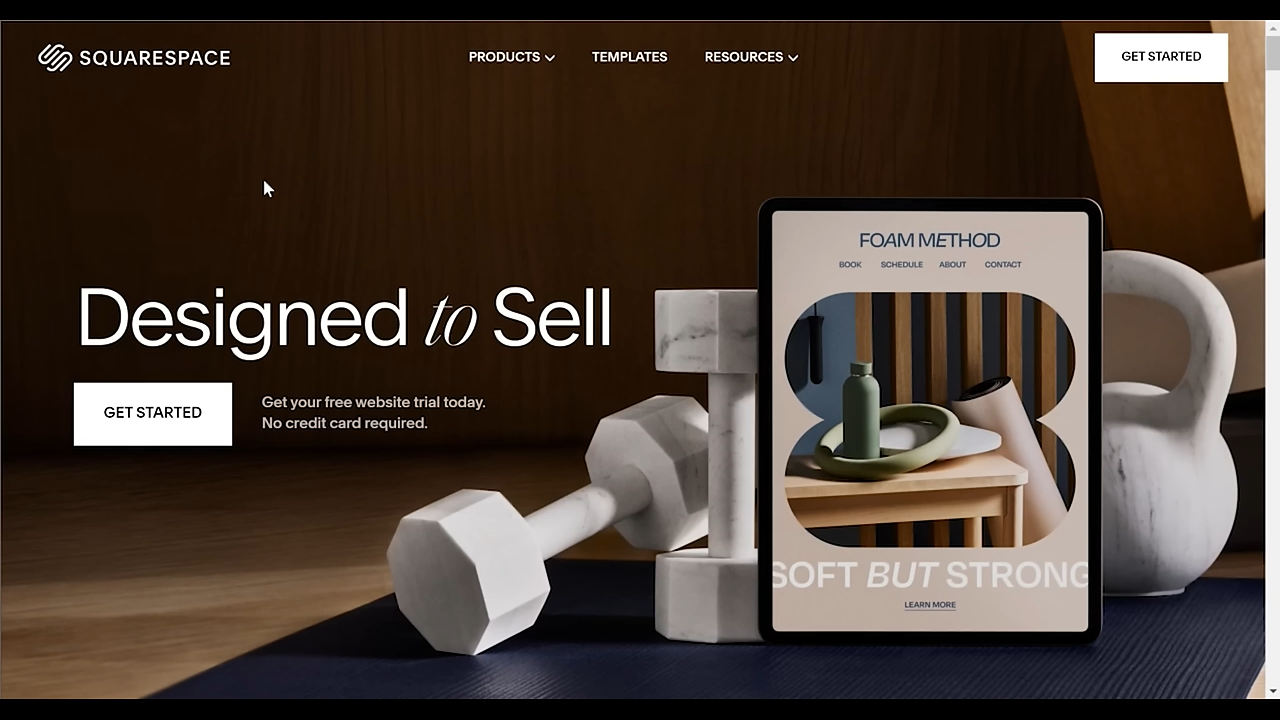 SQUARESPACE
PRODUCTS
TEMPLATES
RESOURCES
GET STARTED
Designed to Sell
GET STARTED
Get your free website trial today.
No credit card required.
FOAM METHOD
BOOK SCHEDULE ABOUT CONTACT
SOFT BUT STRONG
LEARN MORE